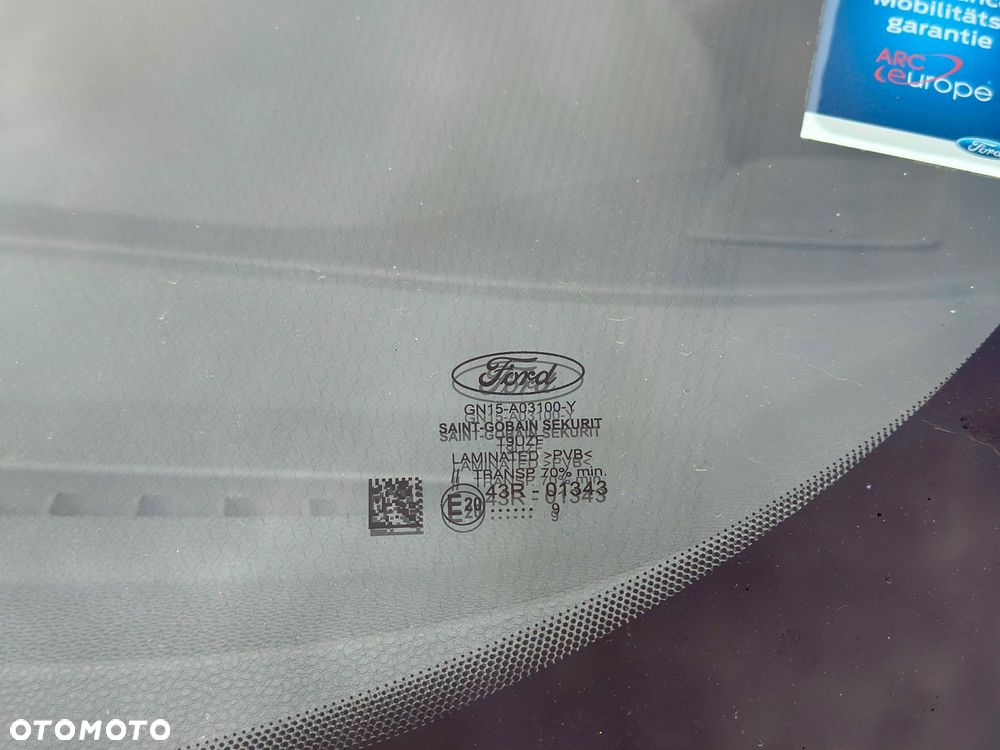 Mobilitäts
garantie
ARC
europe
Ford
Ford
GN15-A03100-Y
SAINT-GOBAIN SEKURIT
T9UZF
LAMINATED >PVB<
// TRANSP 70% min.
E20 43R - 01343
...... 9
OTOMOTO